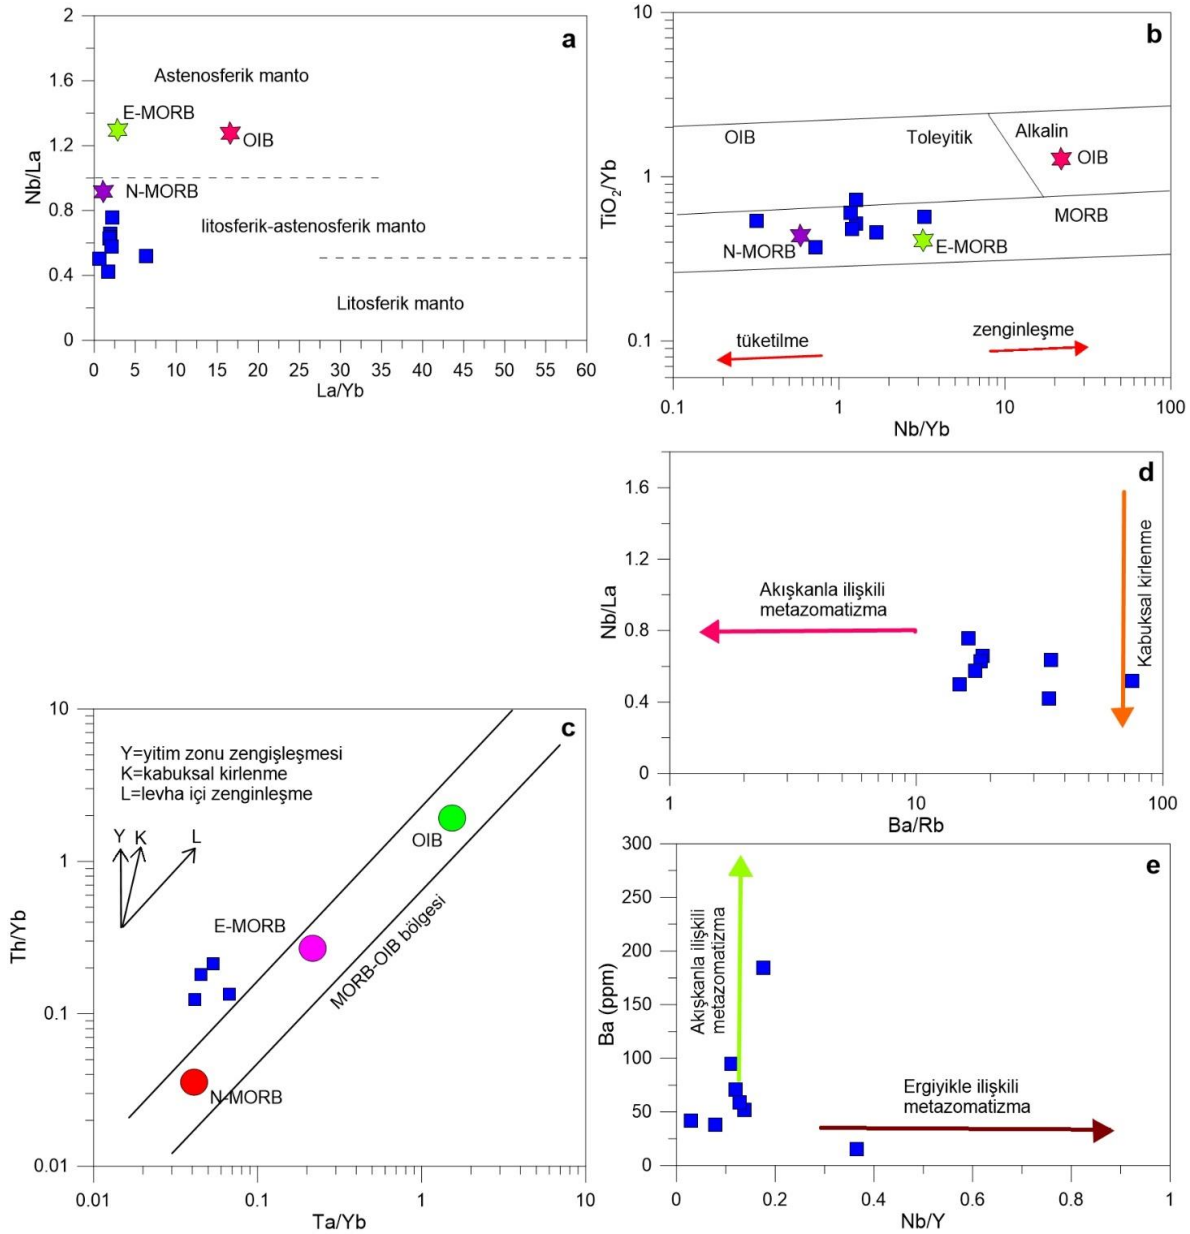 a
2
1.6
1.2
0.8
0.4
0
Nb/La
Astenosferik manto
E-MORB
OIB
N-MORB
litosferik-astenosferik manto
Litosferik manto
0 5 10 15 20 25 30 35 40 45 50 55 60
La/Yb
b
10
1
0.1
TiO₂/Yb
OIB
Toleyitik
Alkalin
OIB
MORB
N-MORB
E-MORB
tüketilme
zenginleşme
0.1 1 10 100
Nb/Yb
d
1.6
1.2
0.8
0.4
0
Nb/La
Akışkanla ilişkili
metazomatizma
Kabuksal kirlenme
1 10 100
Ba/Rb
c
10
1
0.1
0.01
Th/Yb
Y=yitim zonu zengişleşmesi
K=kabuksal kirlenme
L=levha içi zenginleşme
Y K L
OIB
E-MORB
MORB-OIB bölgesi
N-MORB
0.01 0.1 1 10
Ta/Yb
e
300
250
200
150
100
50
0
Ba (ppm)
Akışkanla ilişkili
metazomatizma
Ergiyikle ilişkili
metazomatizma
0 0.2 0.4 0.6 0.8 1
Nb/Y